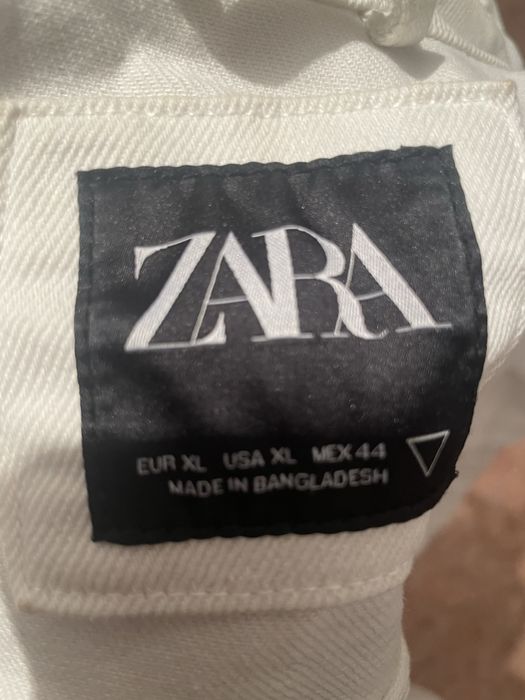 ZARA
EUR XL USA XL MEX 44
MADE IN BANGLADESH